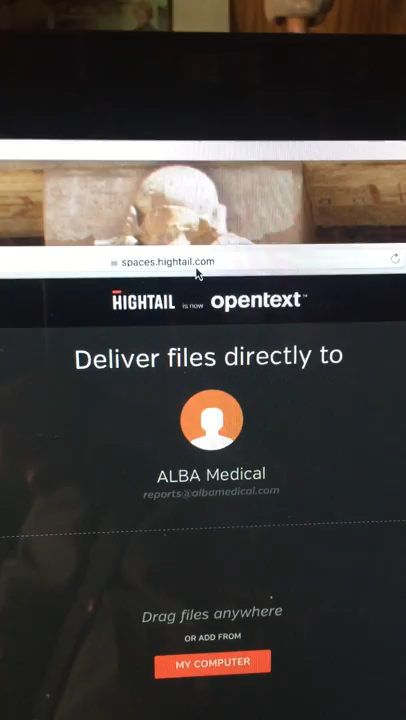 spaces.hightail.com
HIGHTAIL is now opentext™
Deliver files directly to
ALBA Medical
reports@albamedical.com
Drag files anywhere
OR ADD FROM
MY COMPUTER